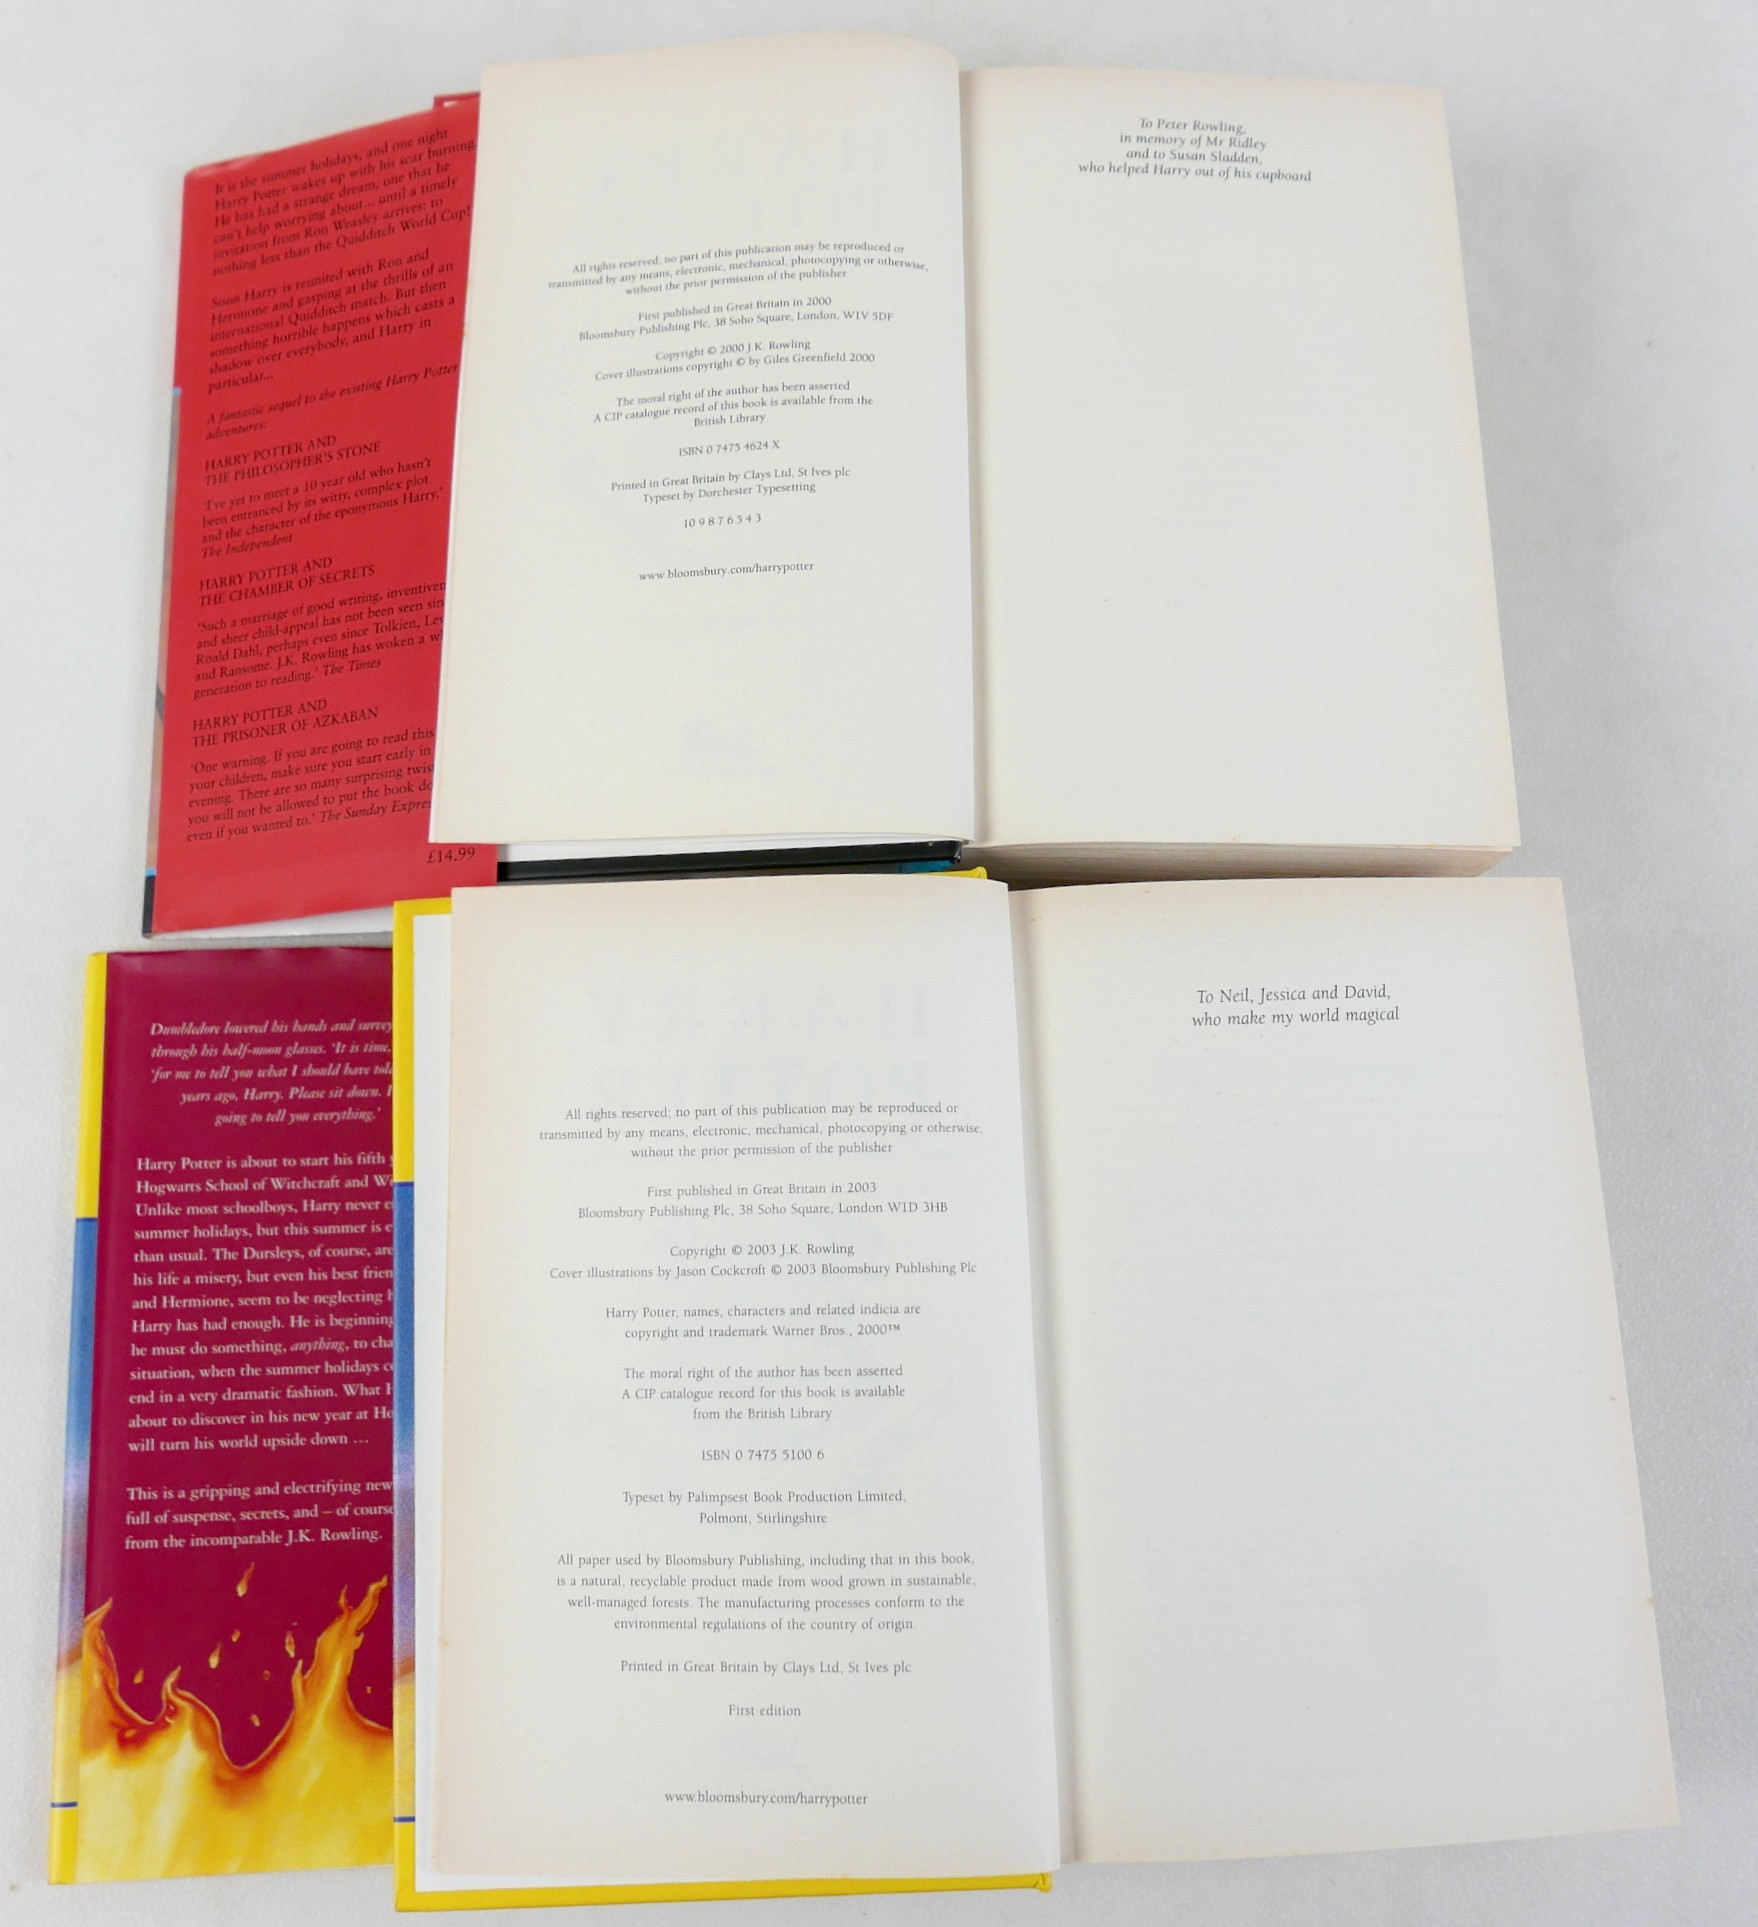 It is the summer holidays, and one night
Harry Potter wakes up with his scar burning.
He has had a strange dream, one that he
can't help worrying about... until a timely
invitation from Ron Weasley arrives: to
nothing less than the Quidditch World Cup!
Soon Harry is reunited with Ron and
Hermione and gasping at the thrills of an
international Quidditch match. But then
something horrible happens which casts a
shadow over everybody, and Harry in
particular...
A fantastic sequel to the existing Harry Potter
adventures:
HARRY POTTER AND
THE PHILOSOPHER'S STONE
'I've yet to meet a 10 year old who hasn't
been entranced by its witty, complex plot
and the character of the eponymous Harry.'
The Independent
HARRY POTTER AND
THE CHAMBER OF SECRETS
'Such a marriage of good writing, inventiven
and sheer child-appeal has not been seen sin
Roald Dahl, perhaps even since Tolkien, Lew
and Ransome. J.K. Rowling has woken a wh
generation to reading.' The Times
HARRY POTTER AND
THE PRISONER OF AZKABAN
'One warning. If you are going to read this
your children, make sure you start early in
evening. There are so many surprising twis
you will not be allowed to put the book do
even if you wanted to.' The Sunday Expre
£14.99
All rights reserved; no part of this publication may be reproduced or
transmitted by any means, electronic, mechanical, photocopying or otherwise,
without the prior permission of the publisher
First published in Great Britain in 2000
Bloomsbury Publishing Plc, 38 Soho Square, London, W1V 5DF
Copyright © 2000 J.K. Rowling
Cover illustrations copyright © by Giles Greenfield 2000
The moral right of the author has been asserted
A CIP catalogue record of this book is available from the
British Library
ISBN 0 7475 4624 X
Printed in Great Britain by Clays Ltd, St Ives plc
Typeset by Dorchester Typesetting
10 9 8 7 6 5 4 3
www.bloomsbury.com/harrypotter
To Peter Rowling,
in memory of Mr Ridley
and to Susan Sladden,
who helped Harry out of his cupboard
Dumbledore lowered his hands and survey
through his half-moon glasses. 'It is time,
'for me to tell you what I should have tol
years ago, Harry. Please sit down. I
going to tell you everything.'
Harry Potter is about to start his fifth y
Hogwarts School of Witchcraft and Wi
Unlike most schoolboys, Harry never e
summer holidays, but this summer is e
than usual. The Dursleys, of course, are
his life a misery, but even his best frien
and Hermione, seem to be neglecting h
Harry has had enough. He is beginning
he must do something, anything, to cha
situation, when the summer holidays c
end in a very dramatic fashion. What H
about to discover in his new year at Ho
will turn his world upside down ...
This is a gripping and electrifying new
full of suspense, secrets, and – of course
from the incomparable J.K. Rowling.
All rights reserved; no part of this publication may be reproduced or
transmitted by any means, electronic, mechanical, photocopying or otherwise,
without the prior permission of the publisher
First published in Great Britain in 2003
Bloomsbury Publishing Plc, 38 Soho Square, London W1D 3HB
Copyright © 2003 J.K. Rowling
Cover illustrations by Jason Cockcroft © 2003 Bloomsbury Publishing Plc
Harry Potter, names, characters and related indicia are
copyright and trademark Warner Bros., 2000™
The moral right of the author has been asserted
A CIP catalogue record for this book is available
from the British Library
ISBN 0 7475 5100 6
Typeset by Palimpsest Book Production Limited,
Polmont, Stirlingshire
All paper used by Bloomsbury Publishing, including that in this book,
is a natural, recyclable product made from wood grown in sustainable,
well-managed forests. The manufacturing processes conform to the
environmental regulations of the country of origin.
Printed in Great Britain by Clays Ltd, St Ives plc
First edition
www.bloomsbury.com/harrypotter
To Neil, Jessica and David,
who make my world magical